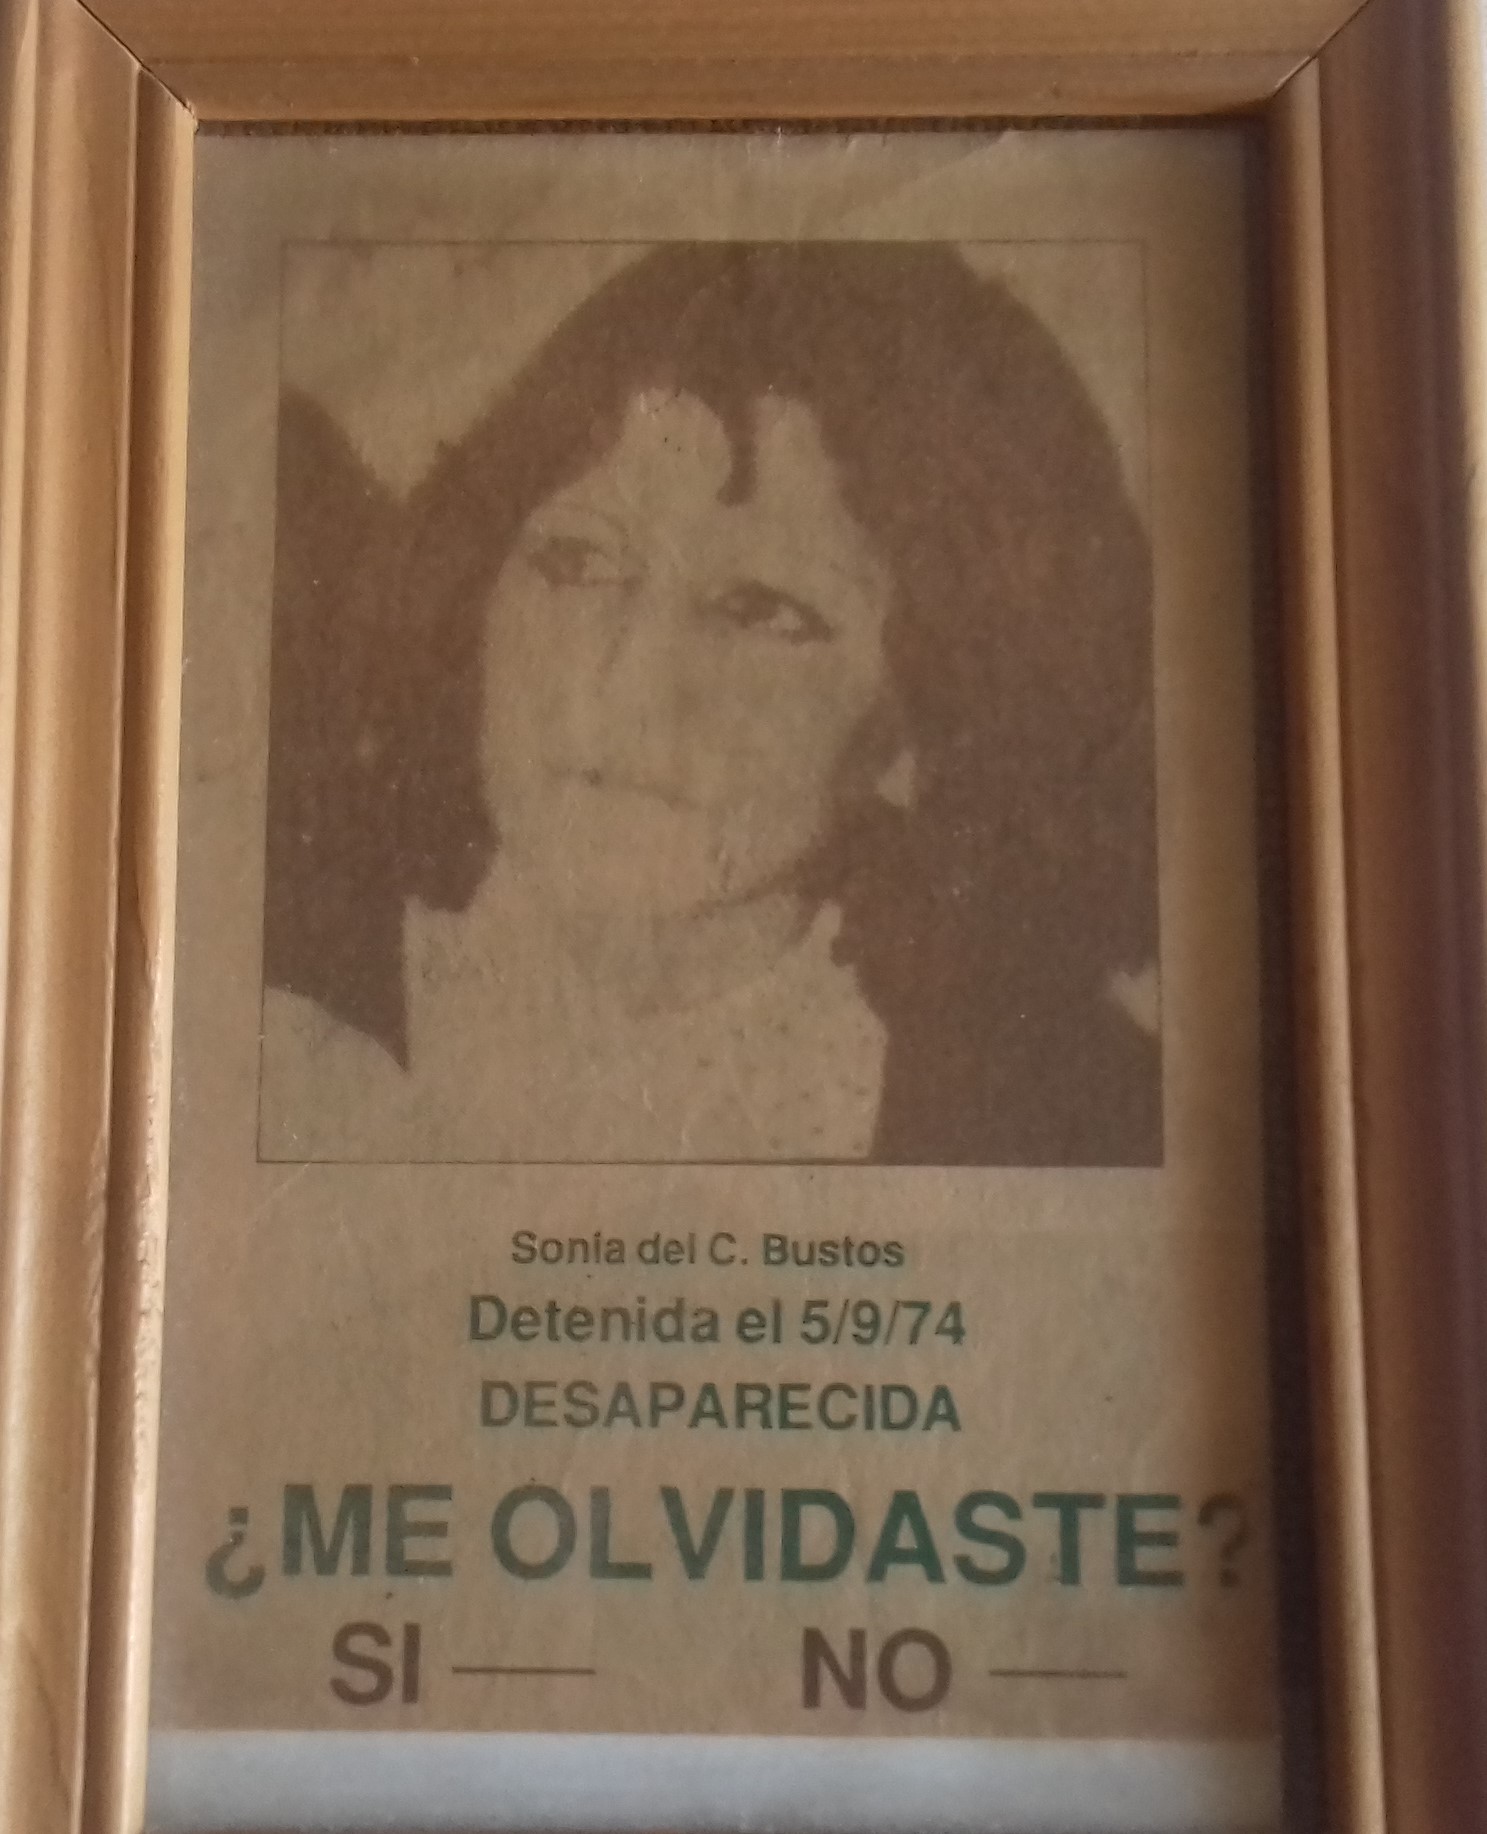 Sonia del C. Bustos
Detenida el 5/9/74
DESAPARECIDA
¿ME OLVIDASTE?
SI — NO —